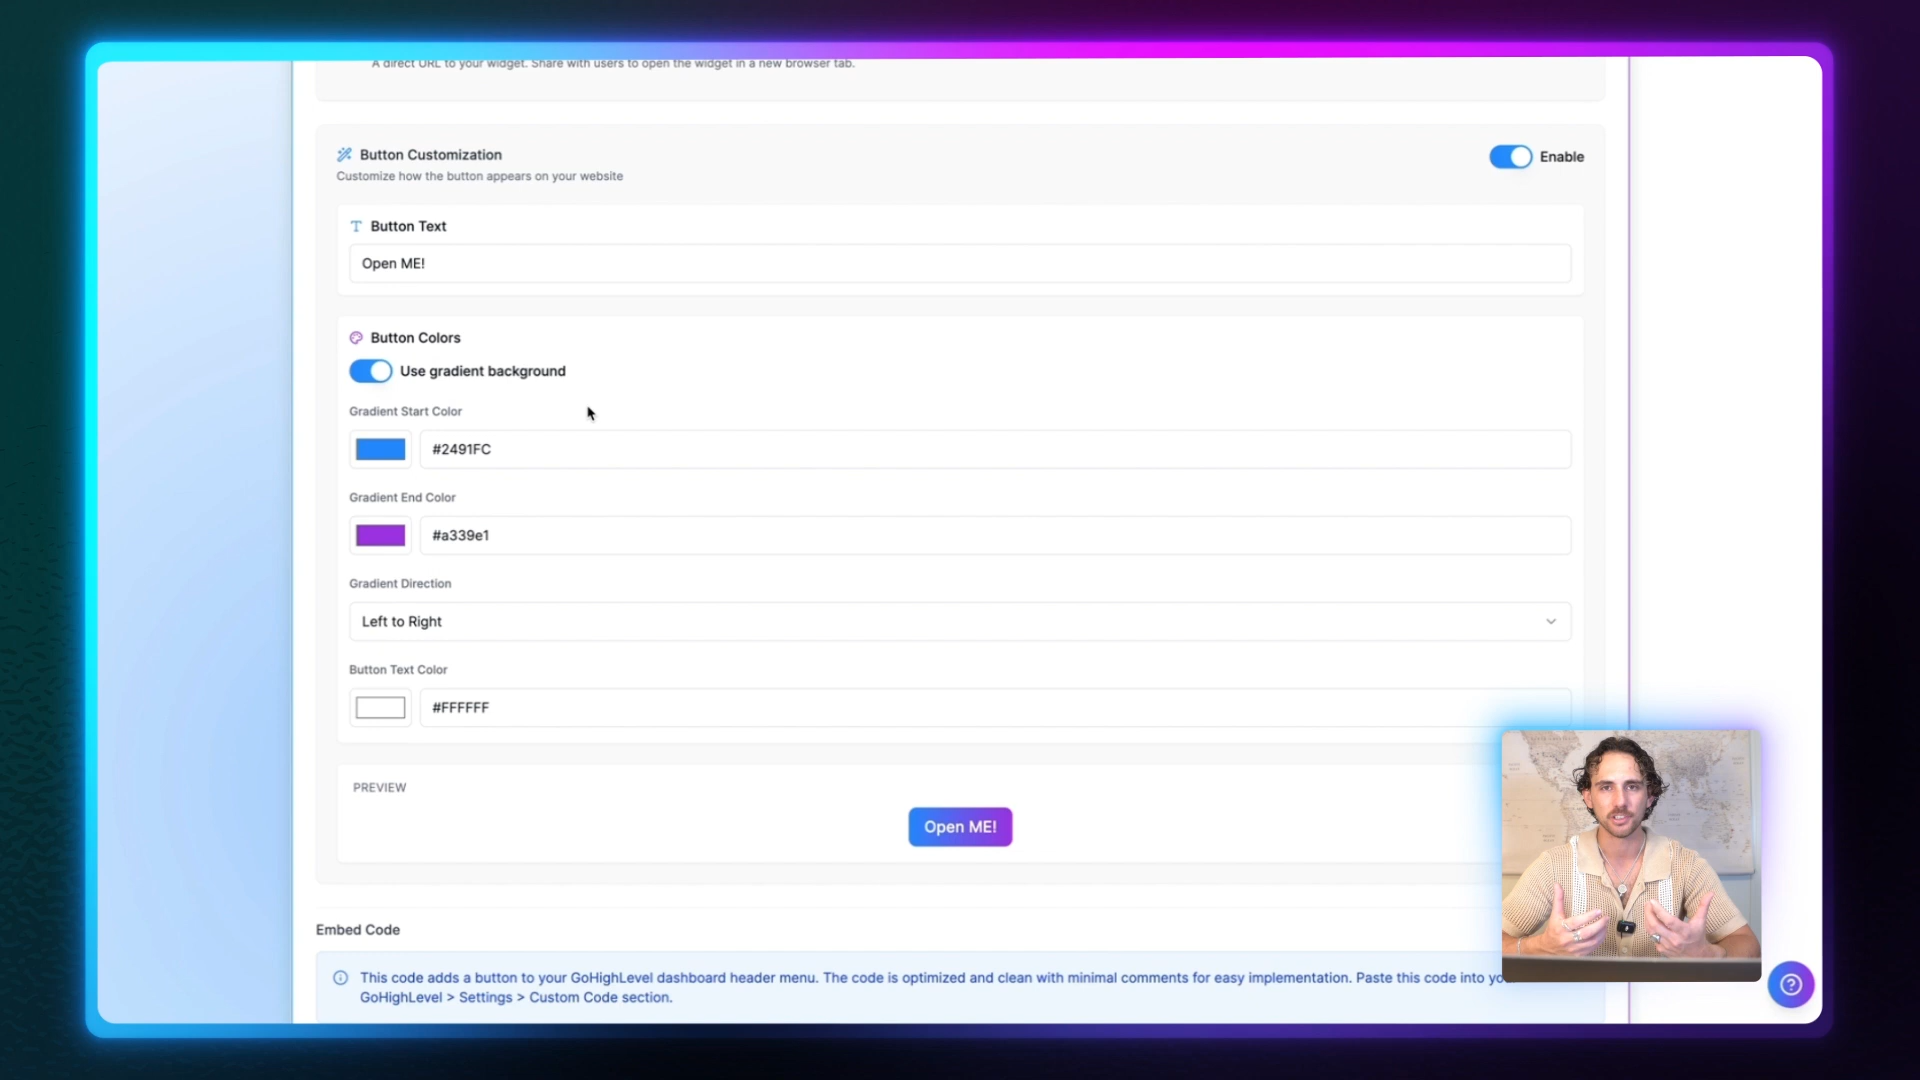 A direct URL to your widget. Share with users to open the widget in a new browser tab.
Button Customization
Enable
Customize how the button appears on your website
Button Text
Open ME!
Button Colors
Use gradient background
Gradient Start Color
#2491FC
Gradient End Color
#a339e1
Gradient Direction
Left to Right
Button Text Color
#FFFFFF
PREVIEW
Open ME!
Embed Code
This code adds a button to your GoHighLevel dashboard header menu. The code is optimized and clean with minimal comments for easy implementation. Paste this code into
GoHighLevel > Settings > Custom Code section.